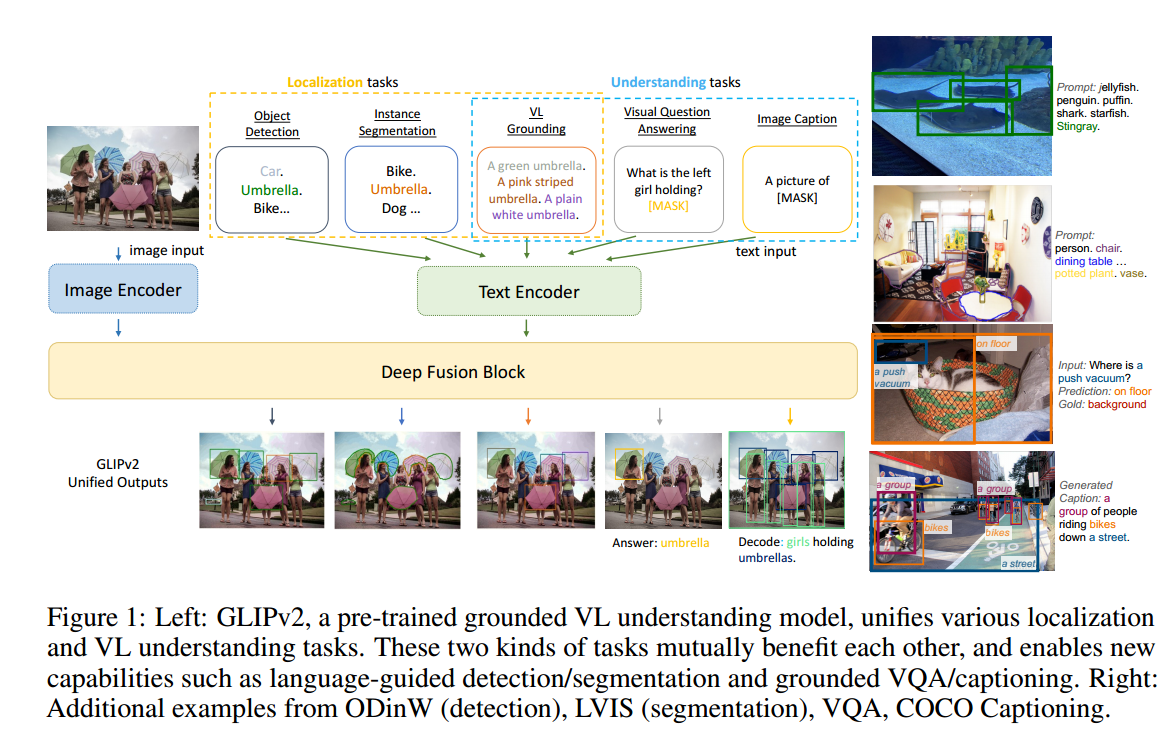 Localization tasks
Understanding tasks
Object
Detection
Car.
Umbrella.
Bike...
Instance
Segmentation
Bike.
Umbrella.
Dog ...
VL
Grounding
A green umbrella.
A pink striped
umbrella. A plain
white umbrella.
Visual Question
Answering
What is the left
girl holding?
[MASK]
Image Caption
A picture of
[MASK]
image input
text input
Image Encoder
Text Encoder
Deep Fusion Block
GLIPv2
Unified Outputs
Answer: umbrella
Decode: girls holding
umbrellas.
Prompt: jellyfish.
penguin. puffin.
shark. starfish.
Stingray.
Prompt:
person. chair.
dining table ...
potted plant. vase.
on floor
a push
vacuum
Input: Where is a
push vacuum?
Prediction: on floor
Gold: background
a group
a group
bikes
bikes
a street
Generated
Caption: a
group of people
riding bikes
down a street.
Figure 1: Left: GLIPv2, a pre-trained grounded VL understanding model, unifies various localization
and VL understanding tasks. These two kinds of tasks mutually benefit each other, and enables new
capabilities such as language-guided detection/segmentation and grounded VQA/captioning. Right:
Additional examples from ODinW (detection), LVIS (segmentation), VQA, COCO Captioning.